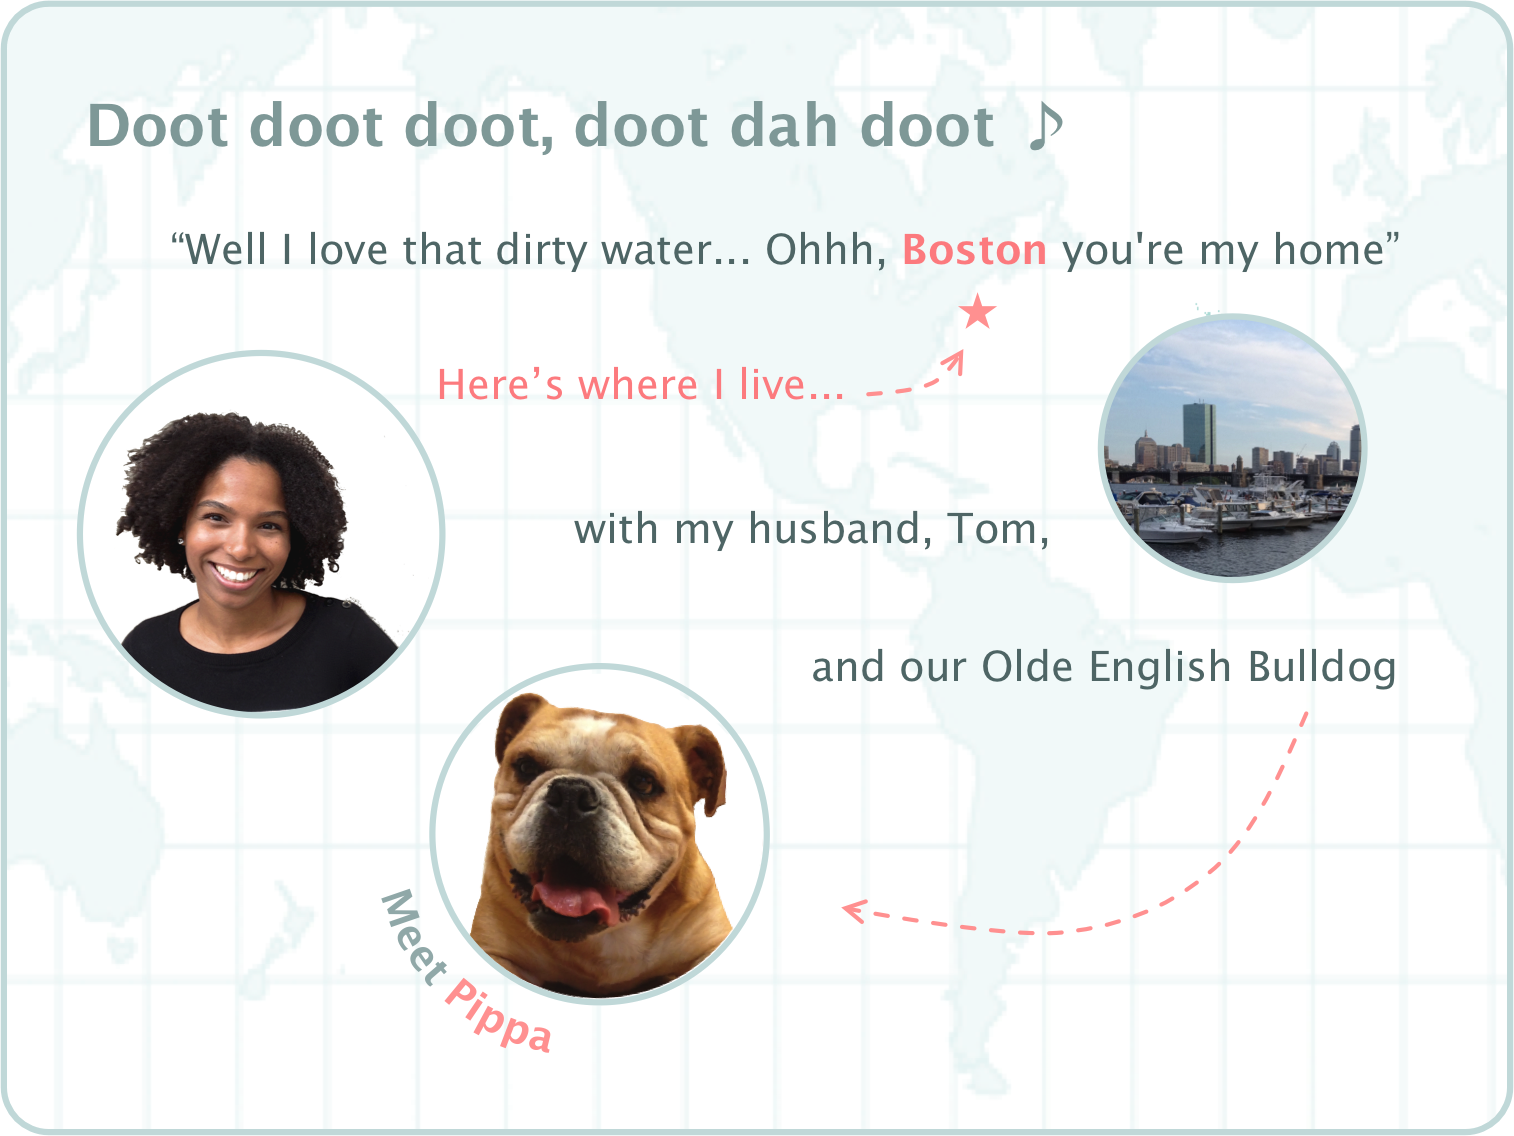 Doot doot doot, doot dah doot ♪
“Well I love that dirty water... Ohhh, Boston you're my home”
Here’s where I live...
with my husband, Tom,
and our Olde English Bulldog
Meet Pippa